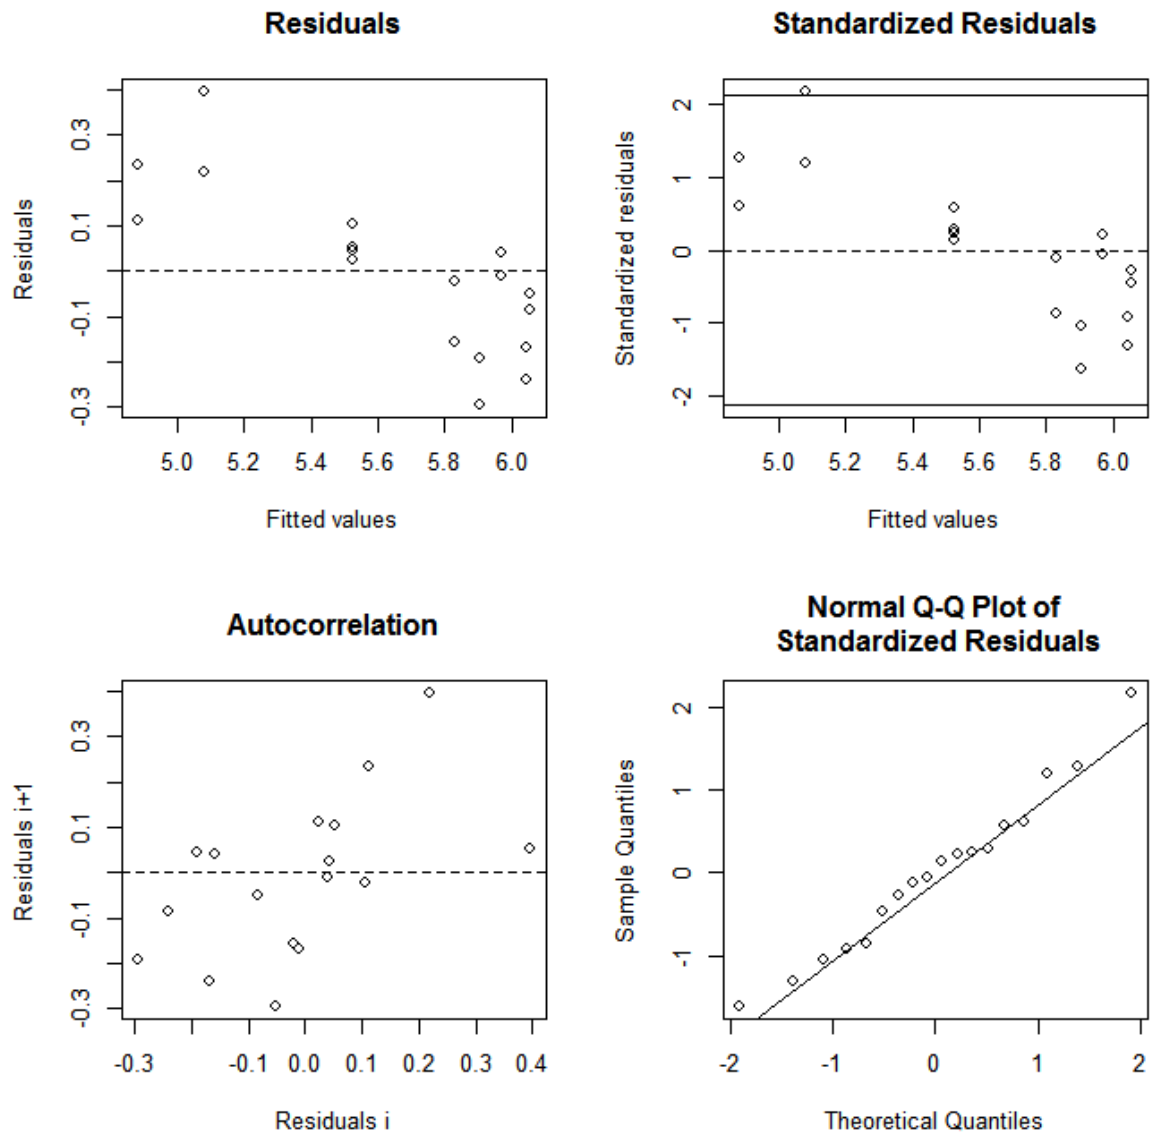 Residuals
Residuals
0.3
0.1
-0.1
-0.3
5.0 5.2 5.4 5.6 5.8 6.0
Fitted values
Standardized Residuals
Standardized residuals
2
1
0
-1
-2
5.0 5.2 5.4 5.6 5.8 6.0
Fitted values
Autocorrelation
Residuals i+1
0.3
0.1
-0.1
-0.3
-0.3 -0.1 0.0 0.1 0.2 0.3 0.4
Residuals i
Normal Q-Q Plot of
Standardized Residuals
Sample Quantiles
2
1
0
-1
-2 -1 0 1 2
Theoretical Quantiles